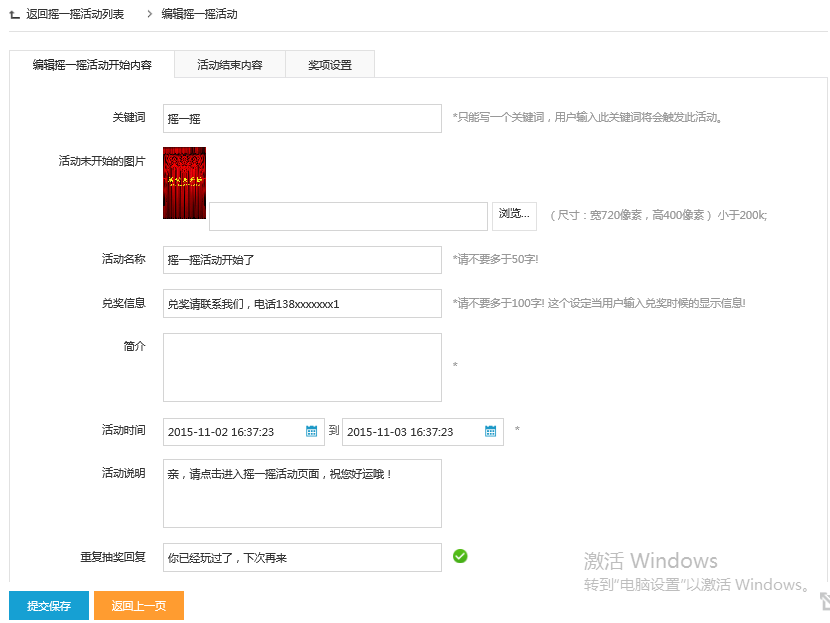 返回摇一摇活动列表 > 编辑摇一摇活动
编辑摇一摇活动开始内容 活动结束内容 奖项设置
关键词 摇一摇 *只能写一个关键词，用户输入此关键词将会触发此活动。
活动未开始的图片
浏览... （尺寸：宽720像素，高400像素）小于200k;
活动名称 摇一摇活动开始了 *请不要多于50字!
兑奖信息 兑奖请联系我们，电话138xxxxxxx1 *请不要多于100字! 这个设定当用户输入兑奖时候的显示信息!
简介 *
活动时间 2015-11-02 16:37:23 到 2015-11-03 16:37:23 *
活动说明 亲，请点击进入摇一摇活动页面，祝您好运哦！
重复抽奖回复 你已经玩过了，下次再来
激活 Windows
转到"电脑设置"以激活 Windows。
提交保存 返回上一页